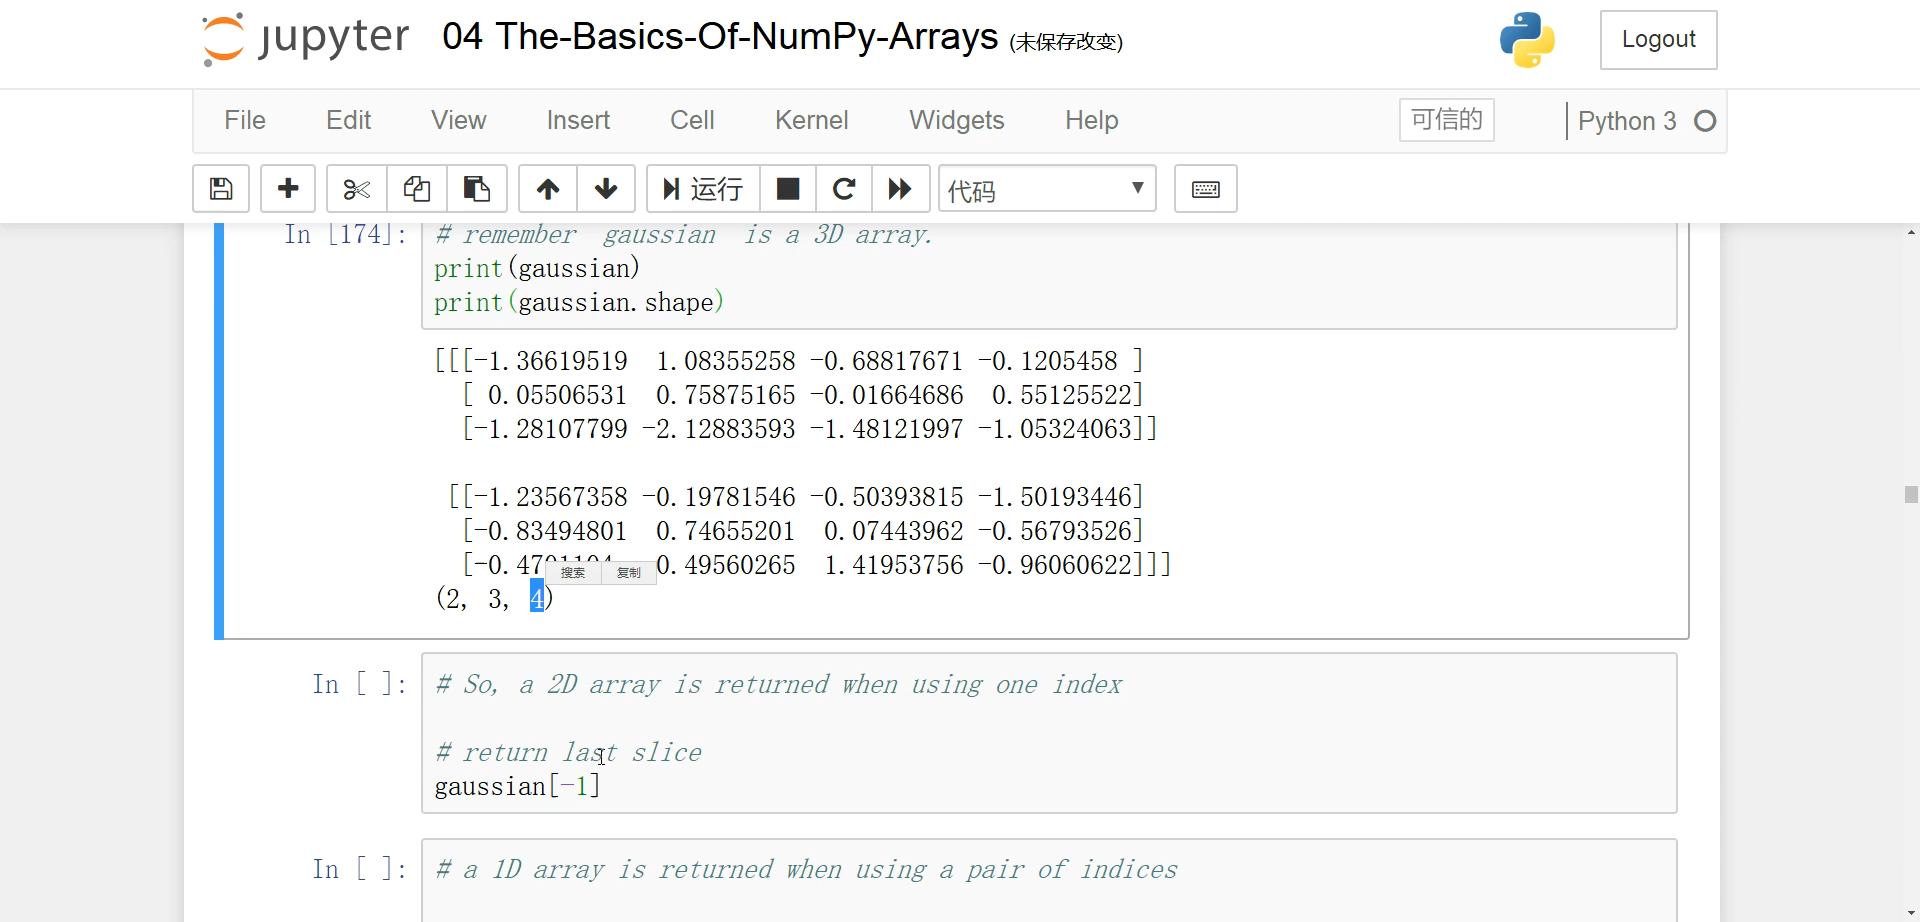 jupyter 04 The-Basics-Of-NumPy-Arrays (未保存改变) Logout
File Edit View Insert Cell Kernel Widgets Help 可信的 Python 3
运行 代码
In [174]: # remember gaussian is a 3D array.
print(gaussian)
print(gaussian.shape)
[[[-1.36619519 1.08355258 -0.68817671 -0.1205458 ]
[ 0.05506531 0.75875165 -0.01664686 0.55125522]
[-1.28107799 -2.12883593 -1.48121997 -1.05324063]]
[[-1.23567358 -0.19781546 -0.50393815 -1.50193446]
[-0.83494801 0.74655201 0.07443962 -0.56793526]
0.49560265 1.41953756 -0.96060622]]]
搜索 复制
(2, 3, 4)
In [ ]: # So, a 2D array is returned when using one index
# return last slice
gaussian[-1]
In [ ]: # a 1D array is returned when using a pair of indices